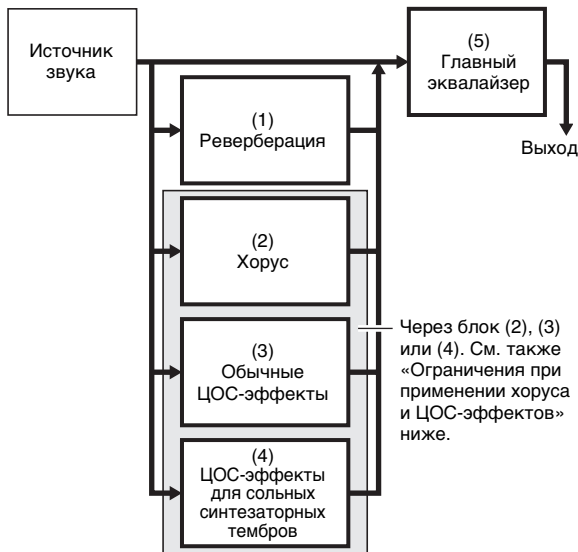 Источник
звука
(5)
Главный
эквалайзер
Выход
(1)
Реверберация
(2)
Хорус
(3)
Обычные
ЦОС-эффекты
Через блок (2), (3)
или (4). См. также
«Ограничения при
применении хоруса
и ЦОС-эффектов»
ниже.
(4)
ЦОС-эффекты
для сольных
синтезаторных
тембров